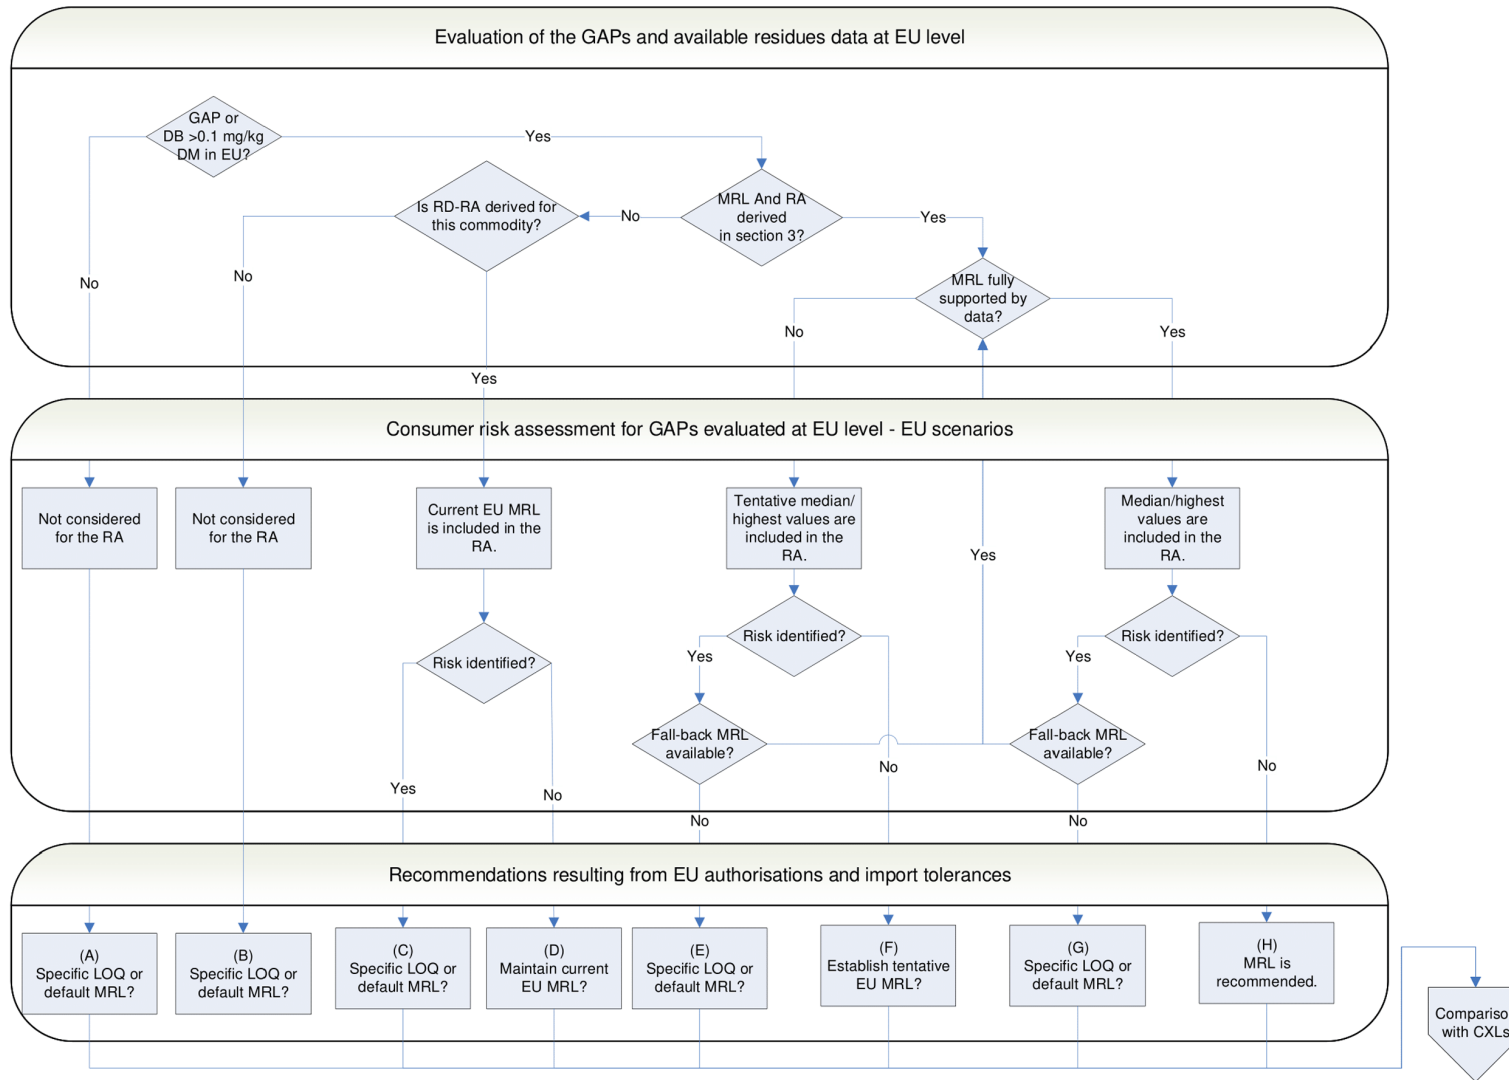 Evaluation of the GAPs and available residues data at EU level
GAP or
DB >0.1 mg/kg
DM in EU?
Yes
Is RD-RA derived for
this commodity?
No
MRL And RA
derived
in section 3?
Yes
No
No
MRL fully
supported by
data?
No
Yes
Yes
Consumer risk assessment for GAPs evaluated at EU level - EU scenarios
Not considered
for the RA
Not considered
for the RA
Current EU MRL
is included in the
RA.
Tentative median/
highest values are
included in the
RA.
Yes
Median/highest
values are
included in the
RA.
Risk identified?
Risk identified?
Risk identified?
Yes
Yes
Fall-back MRL
available?
Fall-back MRL
available?
Yes
No
No
No
No
No
Recommendations resulting from EU authorisations and import tolerances
(A)
Specific LOQ or
default MRL?
(B)
Specific LOQ or
default MRL?
(C)
Specific LOQ or
default MRL?
(D)
Maintain current
EU MRL?
(E)
Specific LOQ or
default MRL?
(F)
Establish tentative
EU MRL?
(G)
Specific LOQ or
default MRL?
(H)
MRL is
recommended.
Compariso
with CXLs